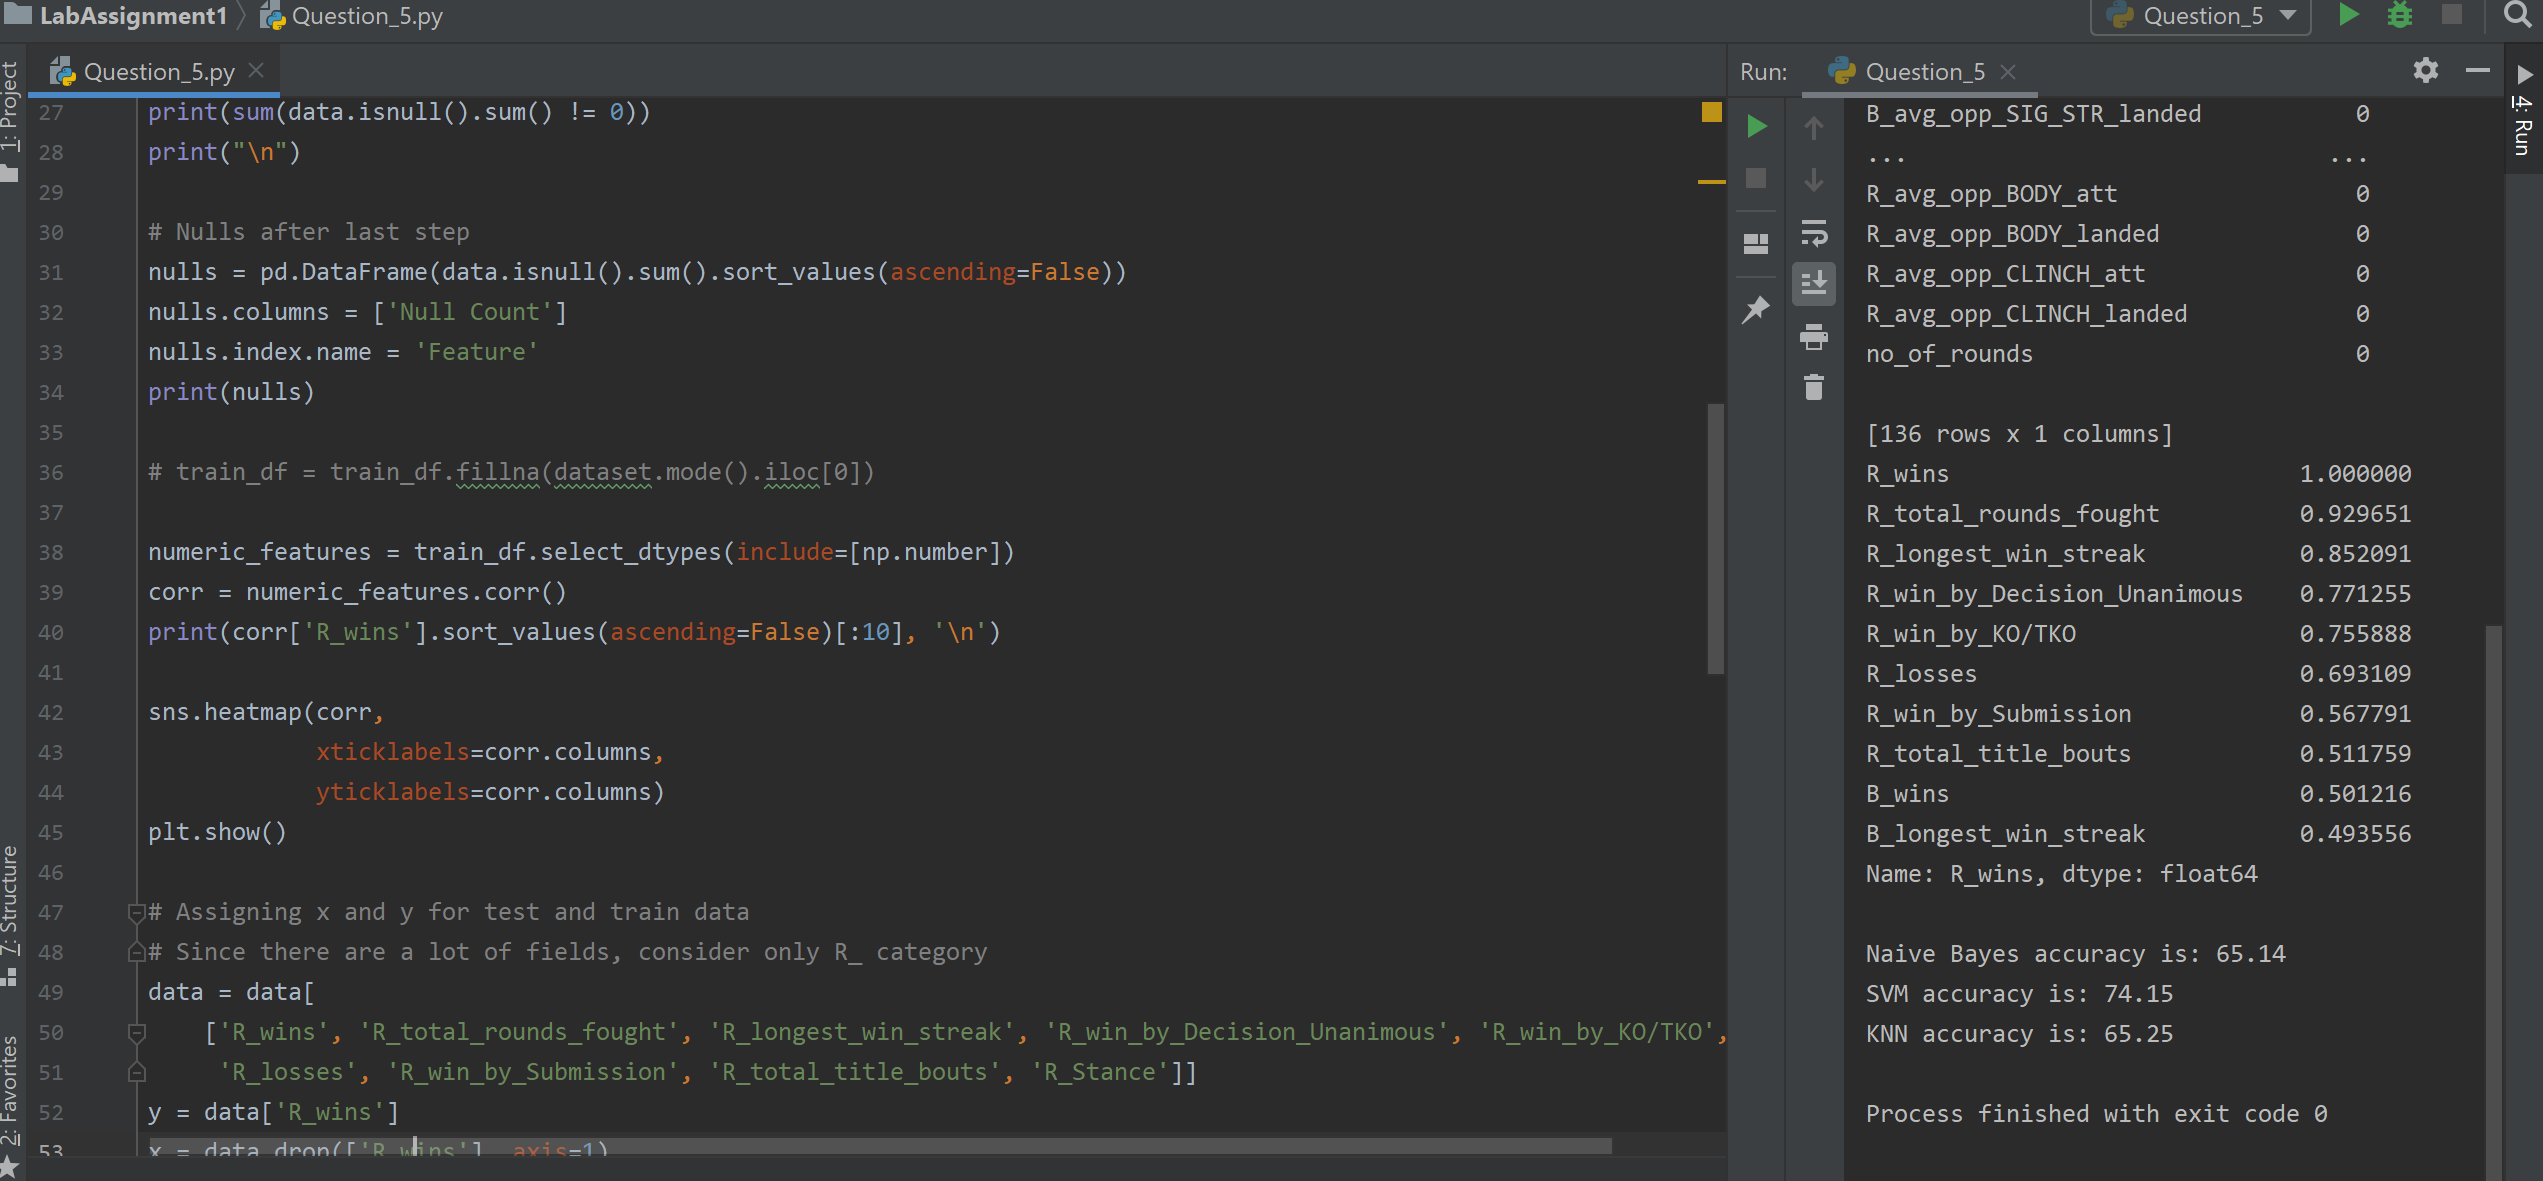 LabAssignment1 Question_5.py Question_5
1: Project
Question_5.py
27 print(sum(data.isnull().sum() != 0))
28 print("\n")
29
30 # Nulls after last step
31 nulls = pd.DataFrame(data.isnull().sum().sort_values(ascending=False))
32 nulls.columns = ['Null Count']
33 nulls.index.name = 'Feature'
34 print(nulls)
35
36 # train_df = train_df.fillna(dataset.mode().iloc[0])
37
38 numeric_features = train_df.select_dtypes(include=[np.number])
39 corr = numeric_features.corr()
40 print(corr['R_wins'].sort_values(ascending=False)[:10], '\n')
41
42 sns.heatmap(corr,
43 xticklabels=corr.columns,
44 yticklabels=corr.columns)
45 plt.show()
46
47 # Assigning x and y for test and train data
48 # Since there are a lot of fields, consider only R_ category
49 data = data[
50 ['R_wins', 'R_total_rounds_fought', 'R_longest_win_streak', 'R_win_by_Decision_Unanimous', 'R_win_by_KO/TKO',
51 'R_losses', 'R_win_by_Submission', 'R_total_title_bouts', 'R_Stance']]
52 y = data['R_wins']
53 x = data.drop(['R_wins'], axis=1)
7: Structure
2: Favorites
Run: Question_5
4: Run
B_avg_opp_SIG_STR_landed 0
... ...
R_avg_opp_BODY_att 0
R_avg_opp_BODY_landed 0
R_avg_opp_CLINCH_att 0
R_avg_opp_CLINCH_landed 0
no_of_rounds 0
[136 rows x 1 columns]
R_wins 1.000000
R_total_rounds_fought 0.929651
R_longest_win_streak 0.852091
R_win_by_Decision_Unanimous 0.771255
R_win_by_KO/TKO 0.755888
R_losses 0.693109
R_win_by_Submission 0.567791
R_total_title_bouts 0.511759
B_wins 0.501216
B_longest_win_streak 0.493556
Name: R_wins, dtype: float64
Naive Bayes accuracy is: 65.14
SVM accuracy is: 74.15
KNN accuracy is: 65.25
Process finished with exit code 0